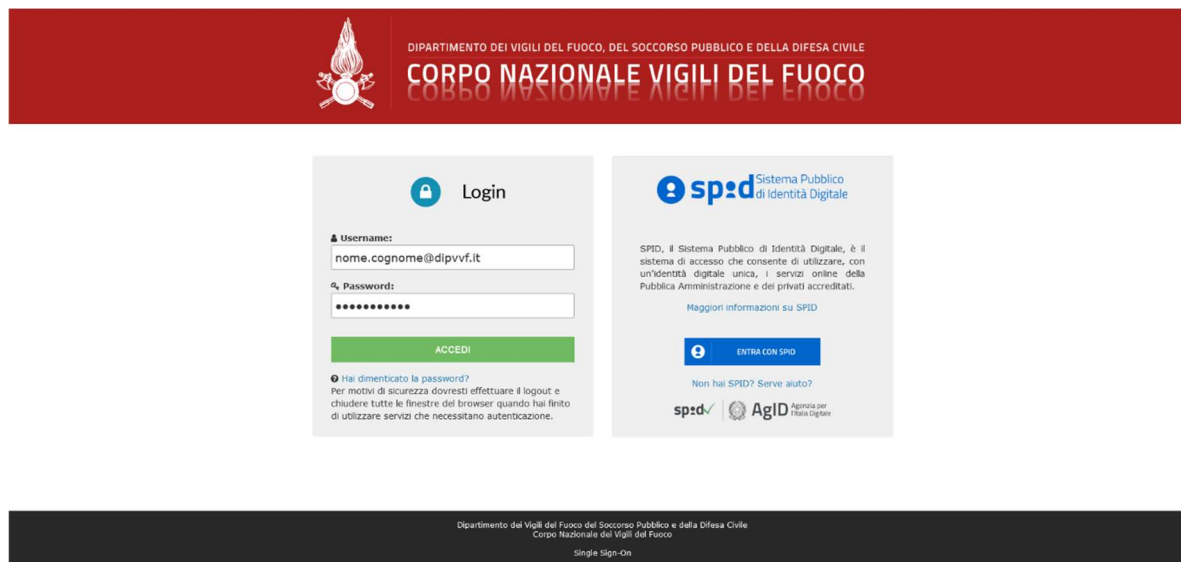 DIPARTIMENTO DEI VIGILI DEL FUOCO, DEL SOCCORSO PUBBLICO E DELLA DIFESA CIVILE
CORPO NAZIONALE VIGILI DEL FUOCO
Login
Username:
nome.cognome@dipvvf.it
Password:
•••••••••••
ACCEDI
Hai dimenticato la password?
Per motivi di sicurezza dovresti effettuare il logout e
chiudere tutte le finestre del browser quando hai finito
di utilizzare servizi che necessitano autenticazione.
spid Sistema Pubblico
di Identità Digitale
SPID, il Sistema Pubblico di Identità Digitale, è il
sistema di accesso che consente di utilizzare, con
un'identità digitale unica, i servizi online della
Pubblica Amministrazione e dei privati accreditati.
Maggiori informazioni su SPID
ENTRA CON SPID
Non hai SPID? Serve aiuto?
spid AgID Agenzia per
l'Italia Digitale
Dipartimento dei Vigili del Fuoco del Soccorso Pubblico e della Difesa Civile
Corpo Nazionale dei Vigili del Fuoco
Single Sign-On